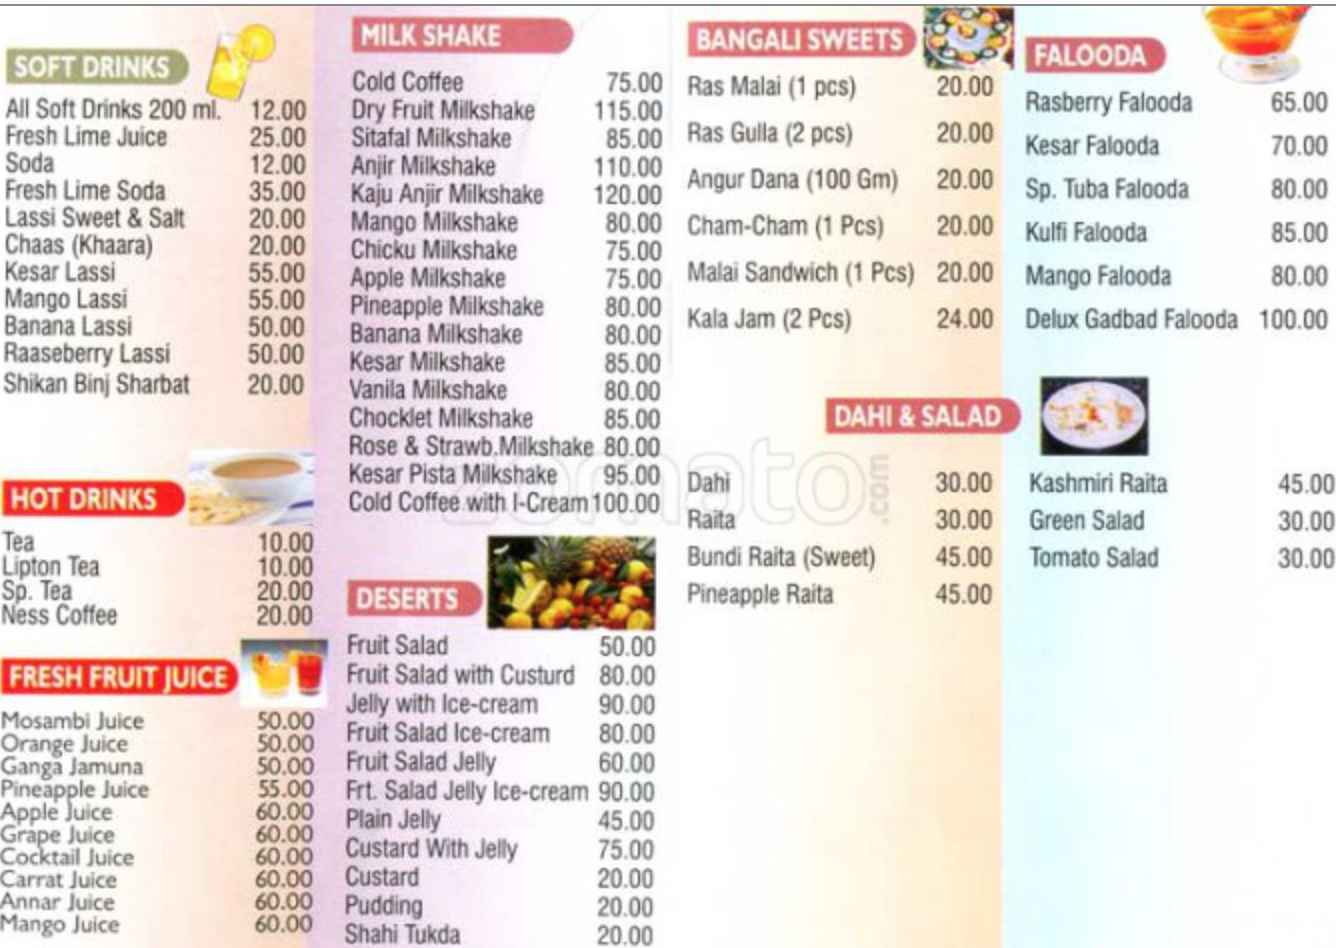 SOFT DRINKS
All Soft Drinks 200 ml. 12.00
Fresh Lime Juice 25.00
Soda 12.00
Fresh Lime Soda 35.00
Lassi Sweet & Salt 20.00
Chaas (Khaara) 20.00
Kesar Lassi 55.00
Mango Lassi 55.00
Banana Lassi 50.00
Raaseberry Lassi 50.00
Shikan Binj Sharbat 20.00
HOT DRINKS
Tea 10.00
Lipton Tea 10.00
Sp. Tea 20.00
Ness Coffee 20.00
FRESH FRUIT JUICE
Mosambi Juice 50.00
Orange Juice 50.00
Ganga Jamuna 50.00
Pineapple Juice 55.00
Apple Juice 60.00
Grape Juice 60.00
Cocktail Juice 60.00
Carrat Juice 60.00
Annar Juice 60.00
Mango Juice 60.00
MILK SHAKE
Cold Coffee 75.00
Dry Fruit Milkshake 115.00
Sitafal Milkshake 85.00
Anjir Milkshake 110.00
Kaju Anjir Milkshake 120.00
Mango Milkshake 80.00
Chicku Milkshake 75.00
Apple Milkshake 75.00
Pineapple Milkshake 80.00
Banana Milkshake 80.00
Kesar Milkshake 85.00
Vanila Milkshake 80.00
Chocklet Milkshake 85.00
Rose & Strawb.Milkshake 80.00
Kesar Pista Milkshake 95.00
Cold Coffee with I-Cream 100.00
DESERTS
Fruit Salad 50.00
Fruit Salad with Custurd 80.00
Jelly with Ice-cream 90.00
Fruit Salad Ice-cream 80.00
Fruit Salad Jelly 60.00
Frt. Salad Jelly Ice-cream 90.00
Plain Jelly 45.00
Custard With Jelly 75.00
Custard 20.00
Pudding 20.00
Shahi Tukda 20.00
BANGALI SWEETS
Ras Malai (1 pcs) 20.00
Ras Gulla (2 pcs) 20.00
Angur Dana (100 Gm) 20.00
Cham-Cham (1 Pcs) 20.00
Malai Sandwich (1 Pcs) 20.00
Kala Jam (2 Pcs) 24.00
FALOODA
Rasberry Falooda 65.00
Kesar Falooda 70.00
Sp. Tuba Falooda 80.00
Kulfi Falooda 85.00
Mango Falooda 80.00
Delux Gadbad Falooda 100.00
DAHI & SALAD
Dahi 30.00
Raita 30.00
Bundi Raita (Sweet) 45.00
Pineapple Raita 45.00
Kashmiri Raita 45.00
Green Salad 30.00
Tomato Salad 30.00
zomato.com